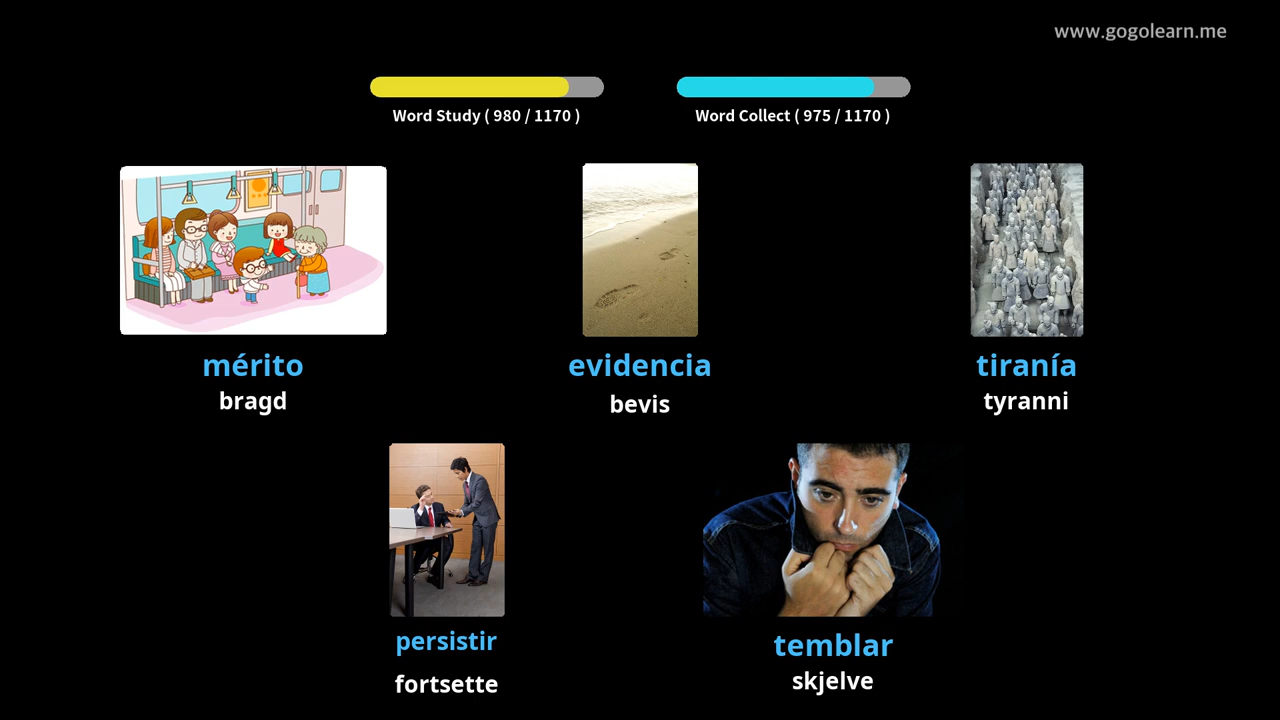 www.gogolearn.me
Word Study ( 980 / 1170 )
Word Collect ( 975 / 1170 )
mérito
bragd
evidencia
bevis
tiranía
tyranni
persistir
fortsette
temblar
skjelve